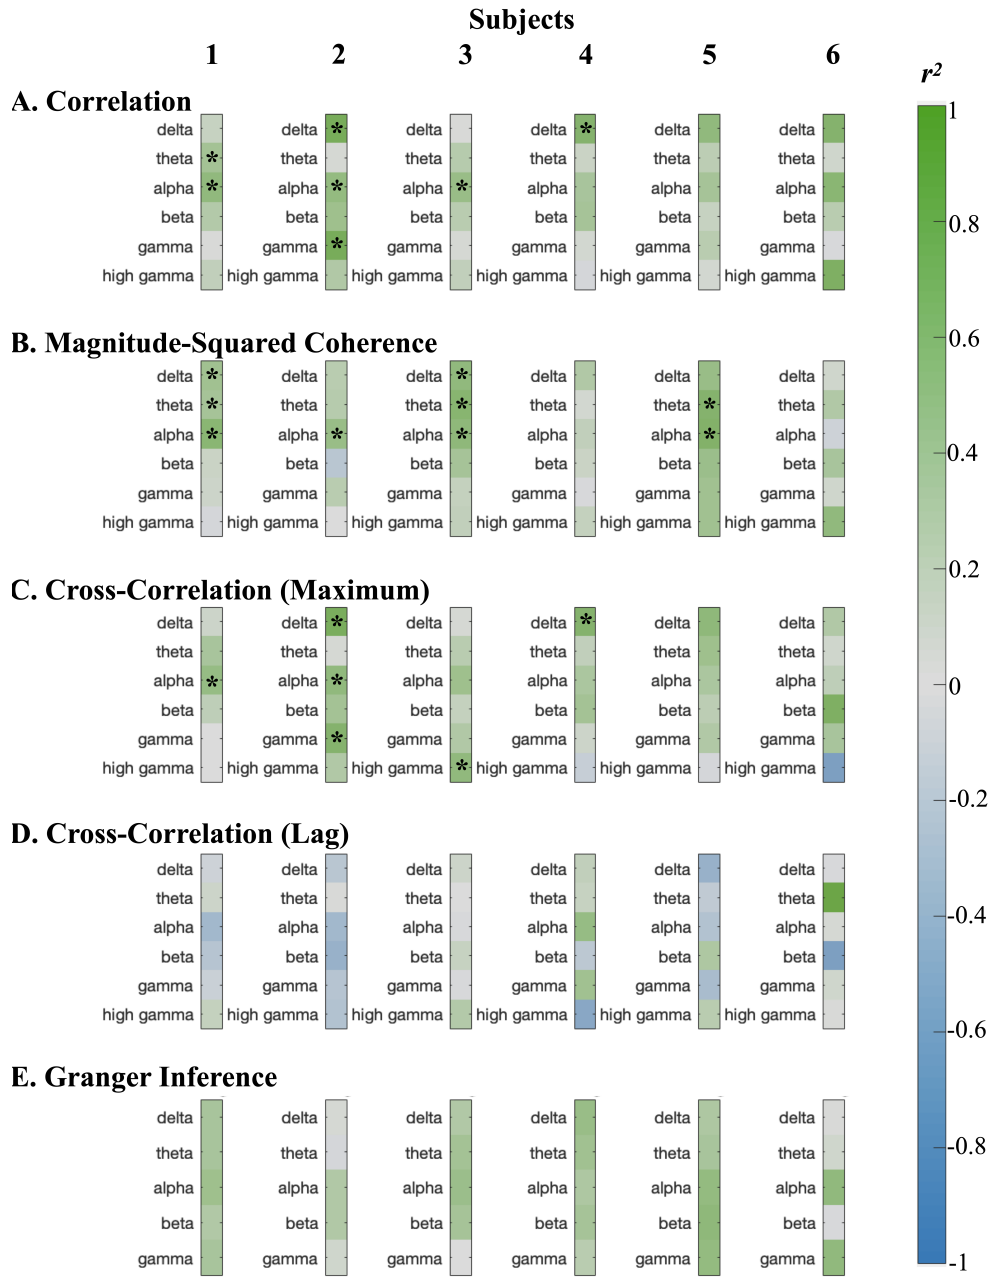 Subjects
1 2 3 4 5 6
r²
A. Correlation
delta * delta * delta delta * delta delta
theta * theta theta theta theta theta
alpha * alpha * alpha * alpha alpha alpha
beta beta beta beta beta beta
gamma gamma * gamma gamma gamma gamma
high gamma high gamma high gamma high gamma high gamma high gamma
B. Magnitude-Squared Coherence
delta * delta delta * delta delta delta
theta * theta theta * theta theta * theta
alpha * alpha * alpha * alpha alpha * alpha
beta beta beta beta beta beta
gamma gamma gamma gamma gamma gamma
high gamma high gamma high gamma high gamma high gamma high gamma
C. Cross-Correlation (Maximum)
delta delta * delta delta * delta delta
theta theta theta theta theta theta
alpha * alpha * alpha alpha alpha alpha
beta beta beta beta beta beta
gamma gamma * gamma gamma gamma gamma
high gamma high gamma high gamma * high gamma high gamma high gamma
D. Cross-Correlation (Lag)
delta delta delta delta delta delta
theta theta theta theta theta theta
alpha alpha alpha alpha alpha alpha
beta beta beta beta beta beta
gamma gamma gamma gamma gamma gamma
high gamma high gamma high gamma high gamma high gamma high gamma
E. Granger Inference
delta delta delta delta delta delta
theta theta theta theta theta theta
alpha alpha alpha alpha alpha alpha
beta beta beta beta beta beta
gamma gamma gamma gamma gamma gamma
1
0.8
0.6
0.4
0.2
0
-0.2
-0.4
-0.6
-0.8
-1